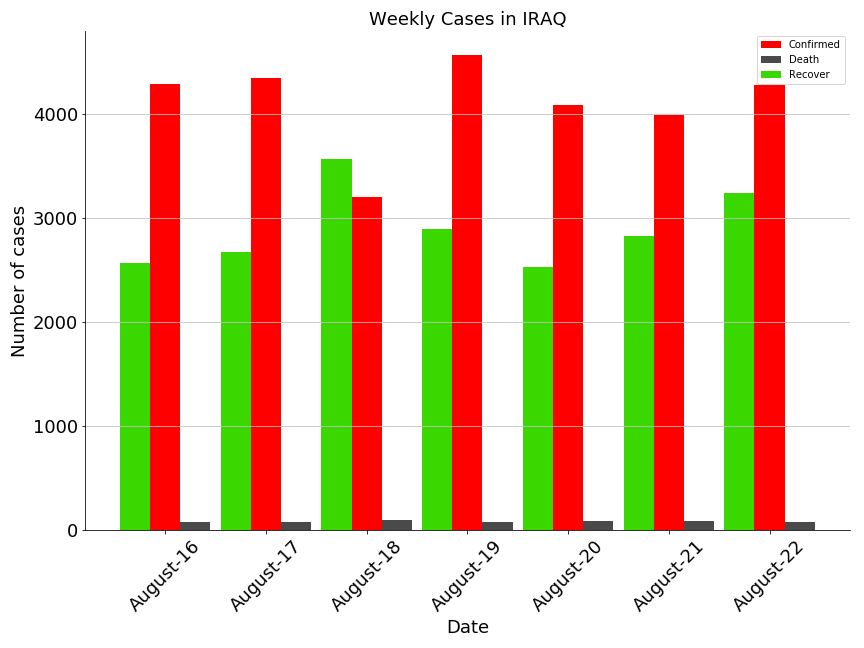 Weekly Cases in IRAQ
Confirmed
Death
Recover
Number of cases
4000
3000
2000
1000
0
August-16
August-17
August-18
August-19
August-20
August-21
August-22
Date